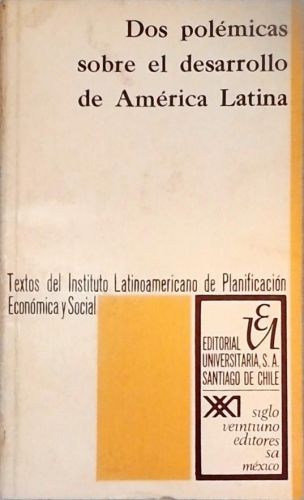 Dos polémicas
sobre el desarrollo
de América Latina
Textos del Instituto Latinoamericano de Planificación
Económica y Social
EU
EDITORIAL
UNIVERSITARIA, S. A.
SANTIAGO DE CHILE
XXI
siglo
veintiuno
editores
sa
méxico